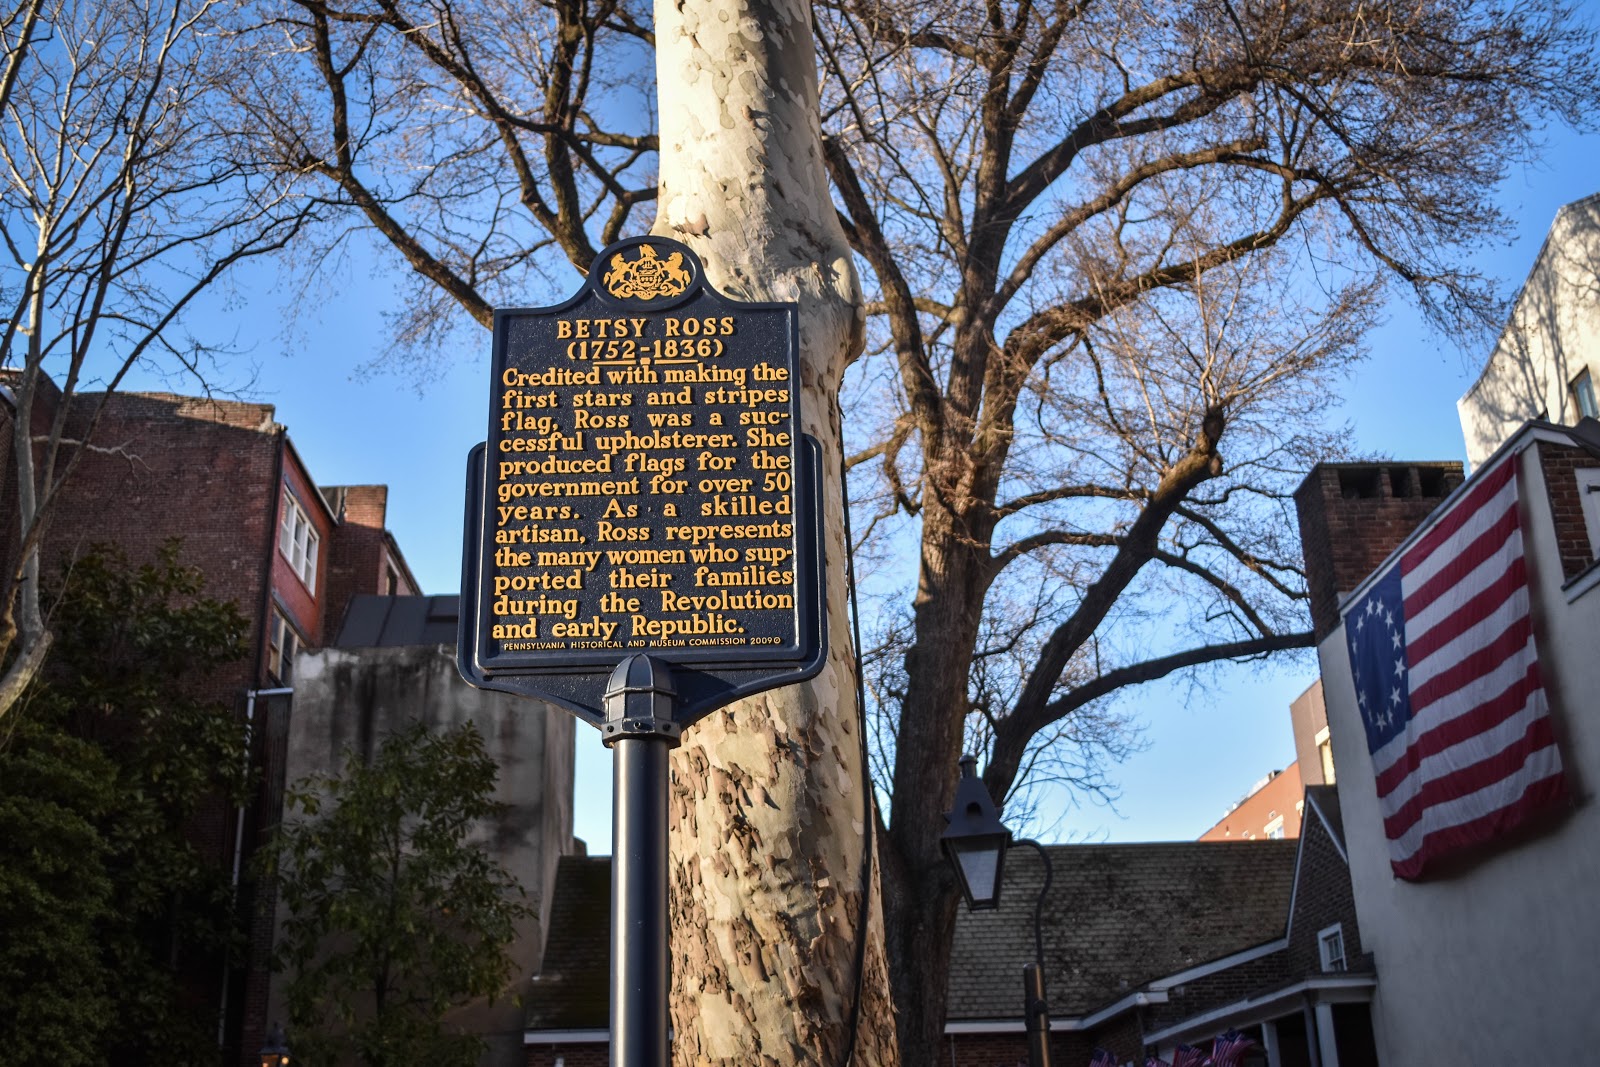 BETSY ROSS
(1752-1836)
Credited with making the
first stars and stripes
flag, Ross was a suc-
cessful upholsterer. She
produced flags for the
government for over 50
years. As a skilled
artisan, Ross represents
the many women who sup-
ported their families
during the Revolution
and early Republic.
PENNSYLVANIA HISTORICAL AND MUSEUM COMMISSION 2009©